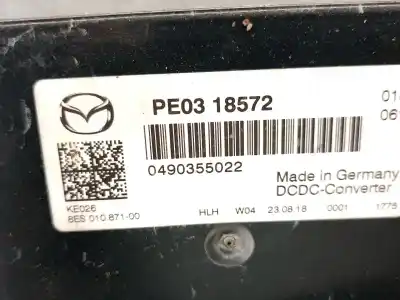 PE03 18572
0490355022
Made in Germany
DCDC-Converter
KE026
8ES 010.871-00
HLH W04 23.08.18 0001 1775